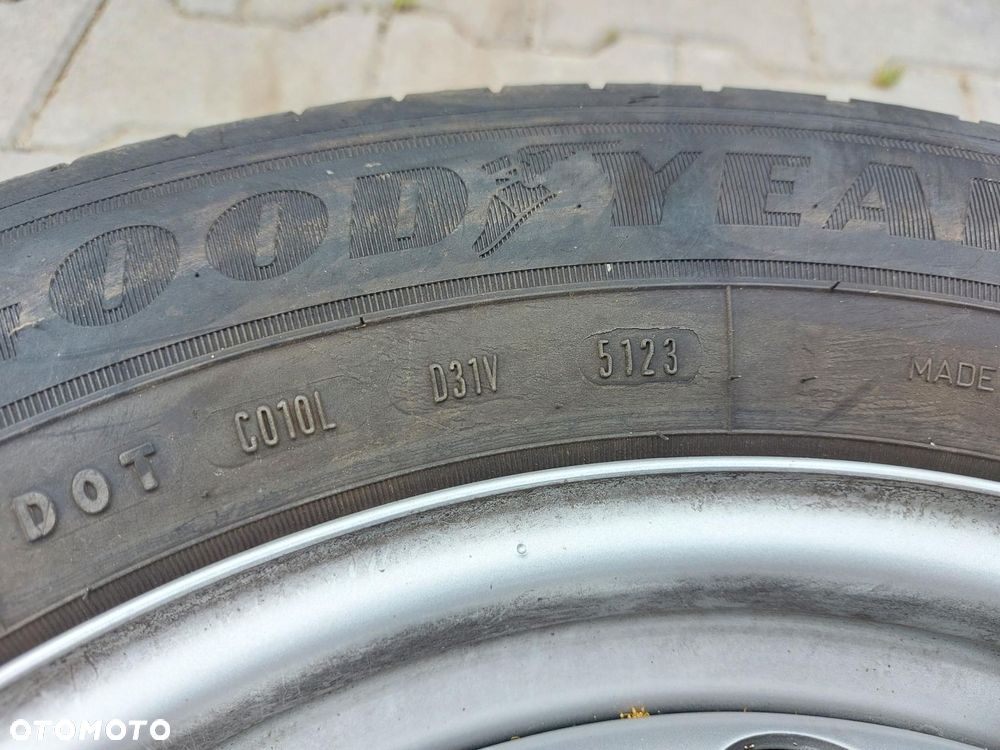 GOODYEAR
DOT C010L D31V 5123 MADE
OTOMOTO